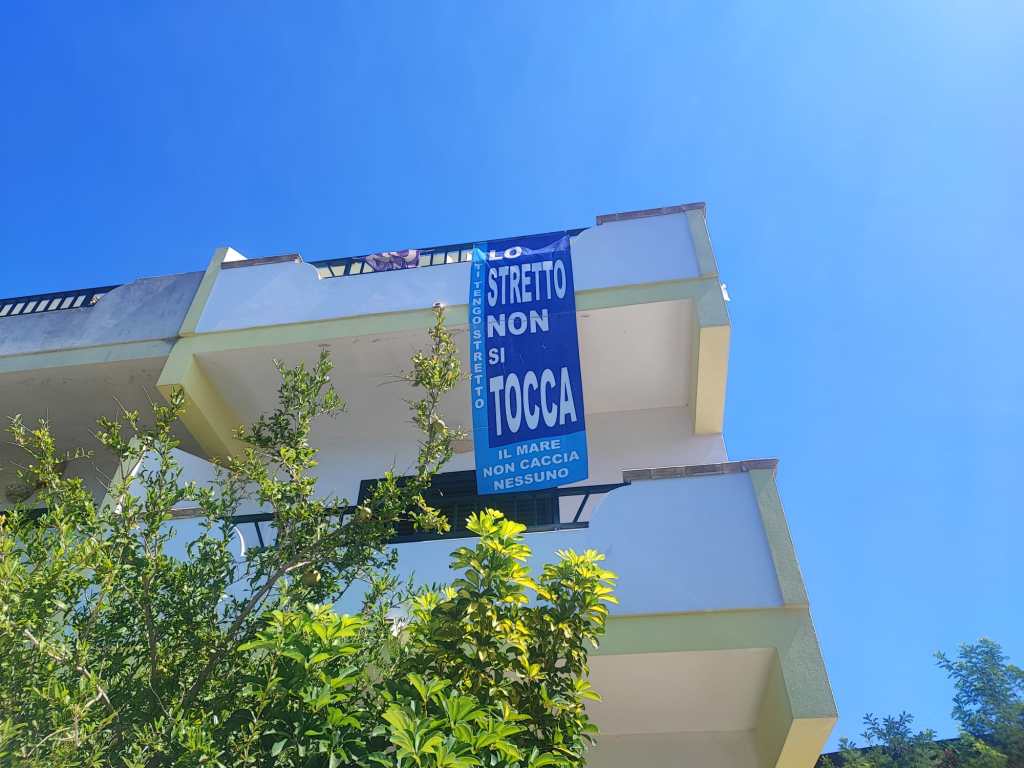 LO
STRETTO
NON
SI
TOCCA
IL MARE
NON CACCIA
NESSUNO
TI TENGO STRETTO